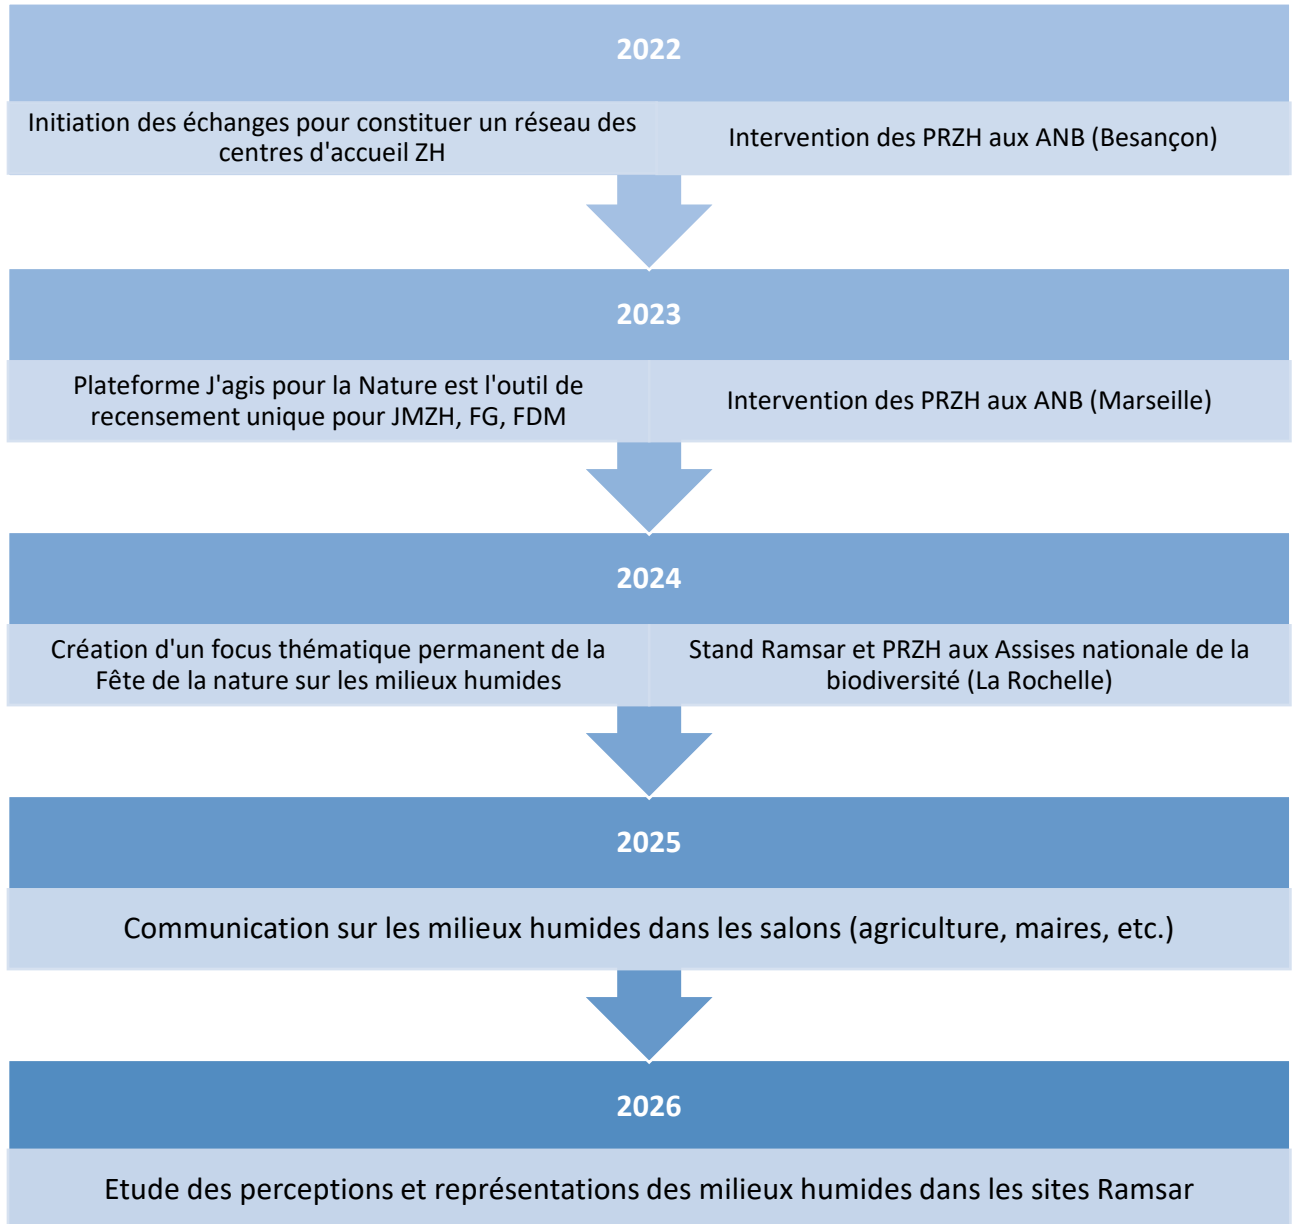 2022
Initiation des échanges pour constituer un réseau des
centres d'accueil ZH
Intervention des PRZH aux ANB (Besançon)
2023
Plateforme J'agis pour la Nature est l'outil de
recensement unique pour JMZH, FG, FDM
Intervention des PRZH aux ANB (Marseille)
2024
Création d'un focus thématique permanent de la
Fête de la nature sur les milieux humides
Stand Ramsar et PRZH aux Assises nationale de la
biodiversité (La Rochelle)
2025
Communication sur les milieux humides dans les salons (agriculture, maires, etc.)
2026
Etude des perceptions et représentations des milieux humides dans les sites Ramsar